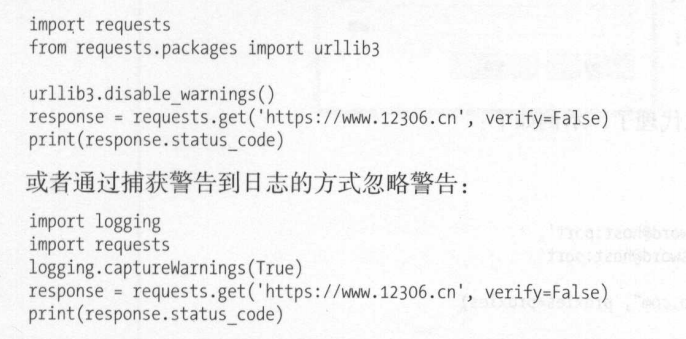 import requests
from requests.packages import urllib3
urllib3.disable_warnings()
response = requests.get('https://www.12306.cn', verify=False)
print(response.status_code)
或者通过捕获警告到日志的方式忽略警告：
import logging
import requests
logging.captureWarnings(True)
response = requests.get('https://www.12306.cn', verify=False)
print(response.status_code)